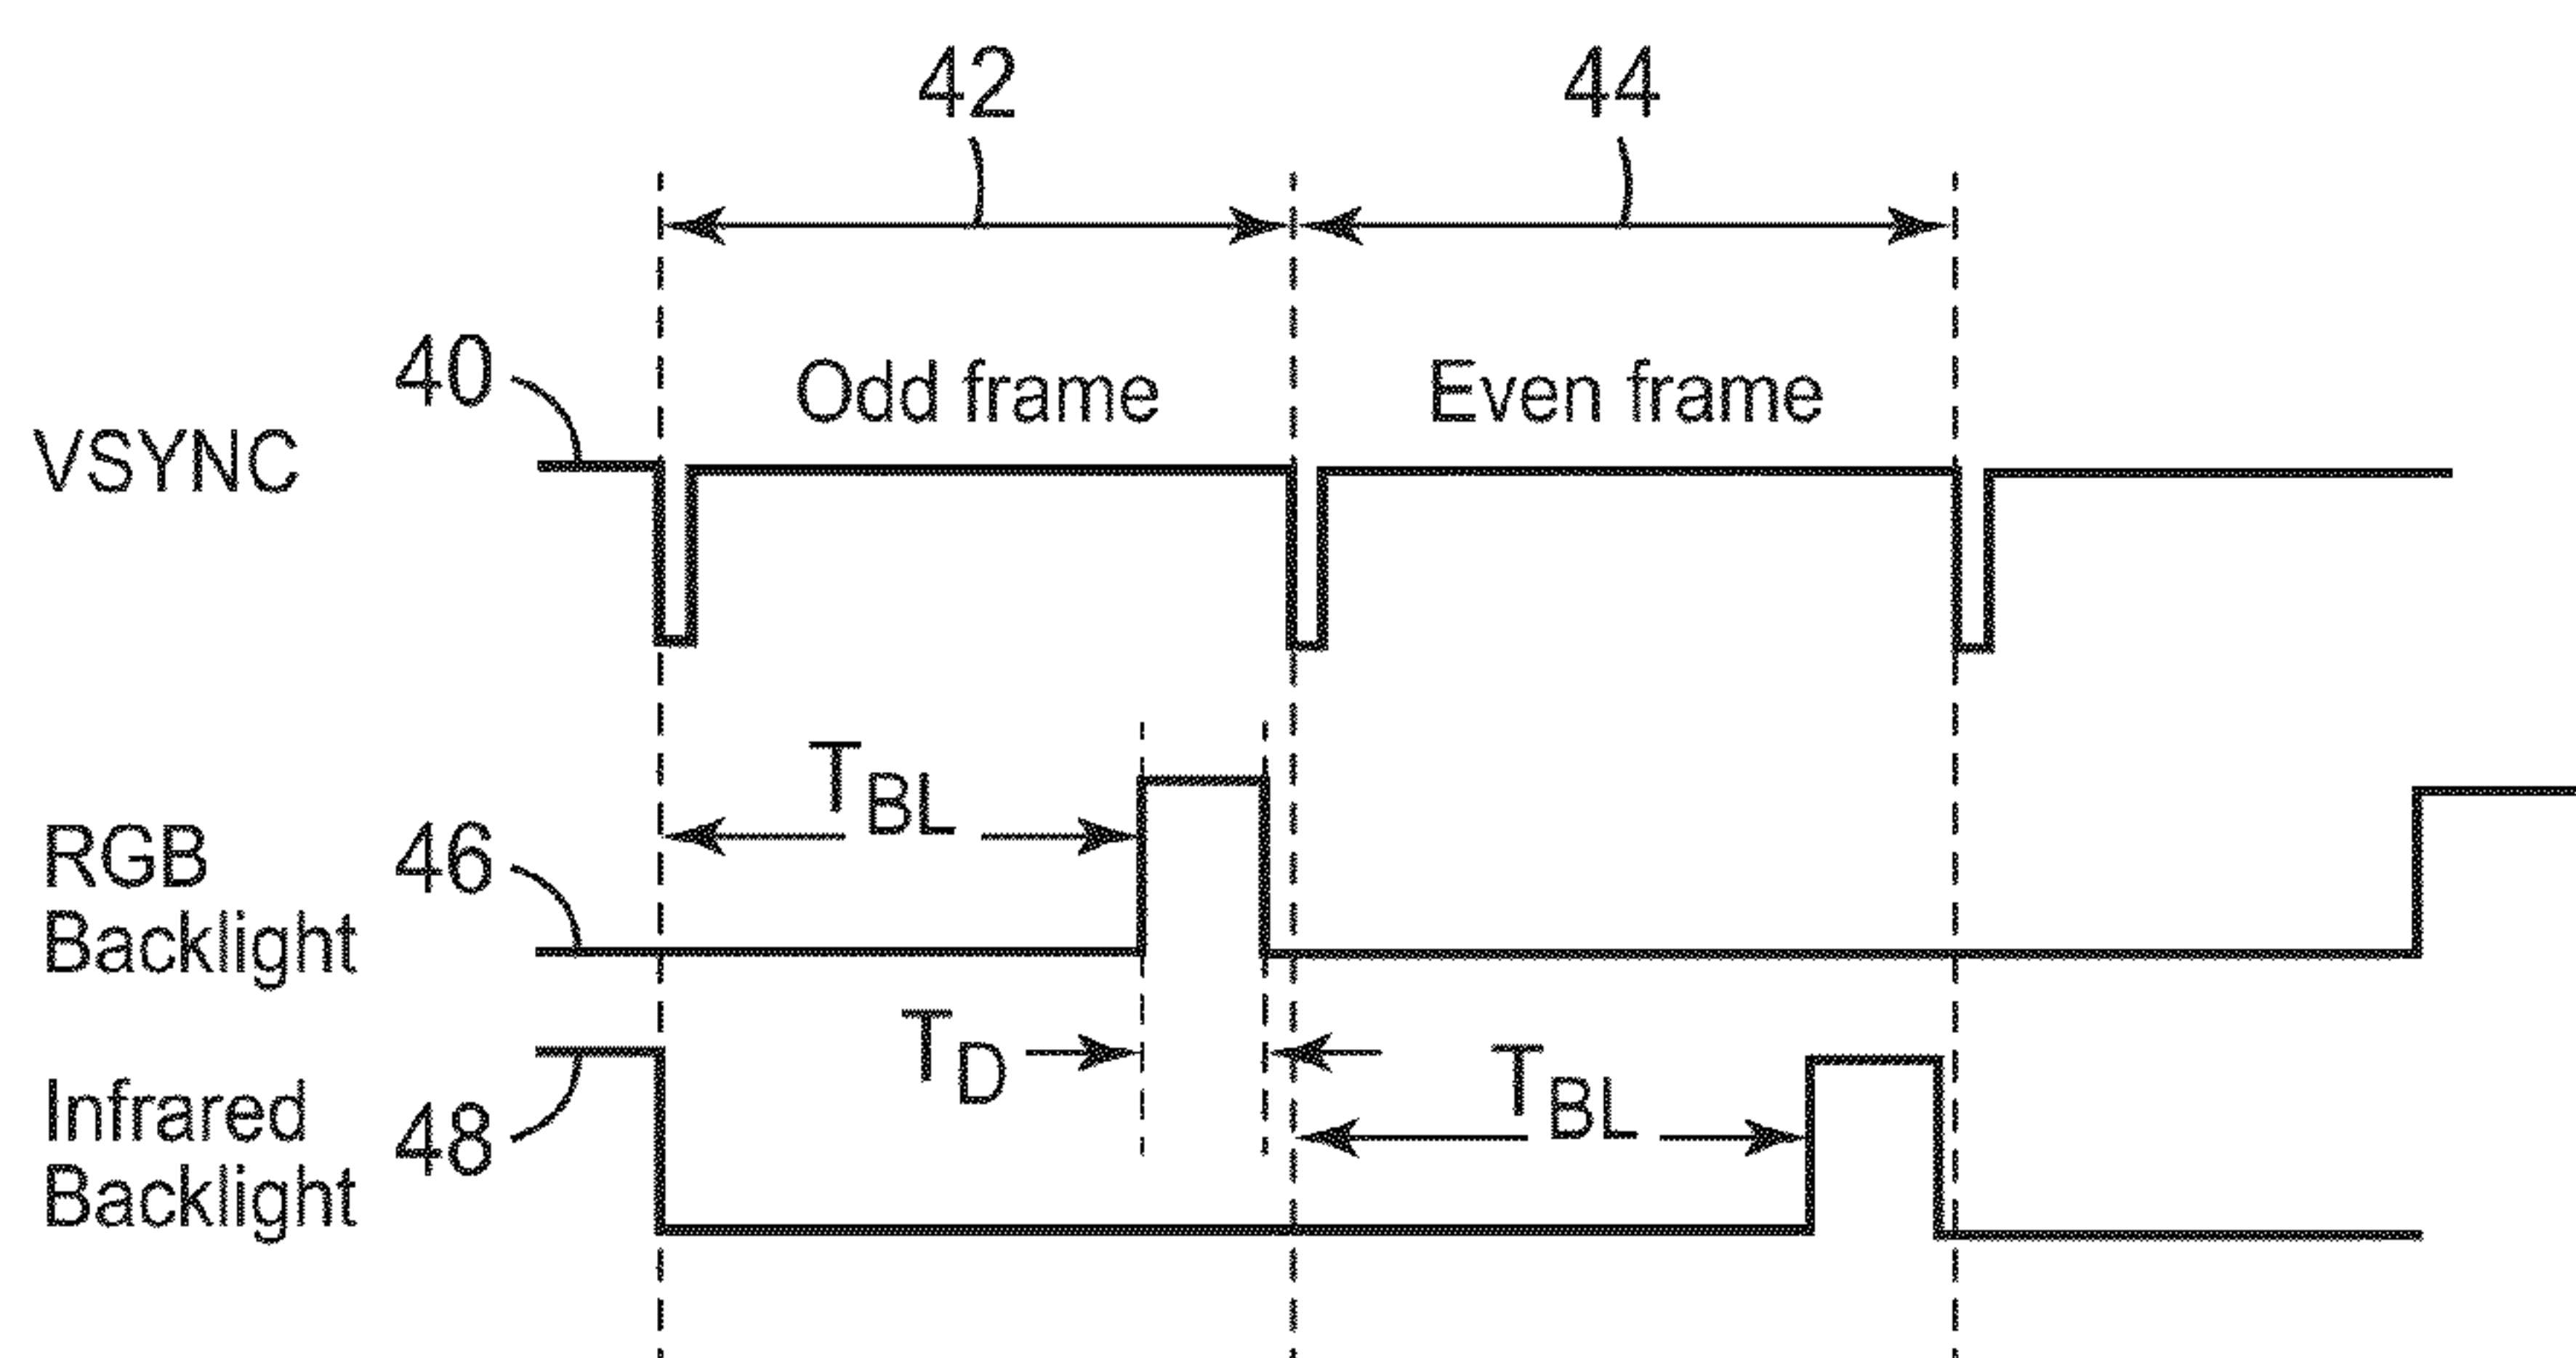 42
44
Odd frame
Even frame
40
VSYNC
TBL
RGB
Backlight
46
TD
TBL
Infrared
Backlight
48